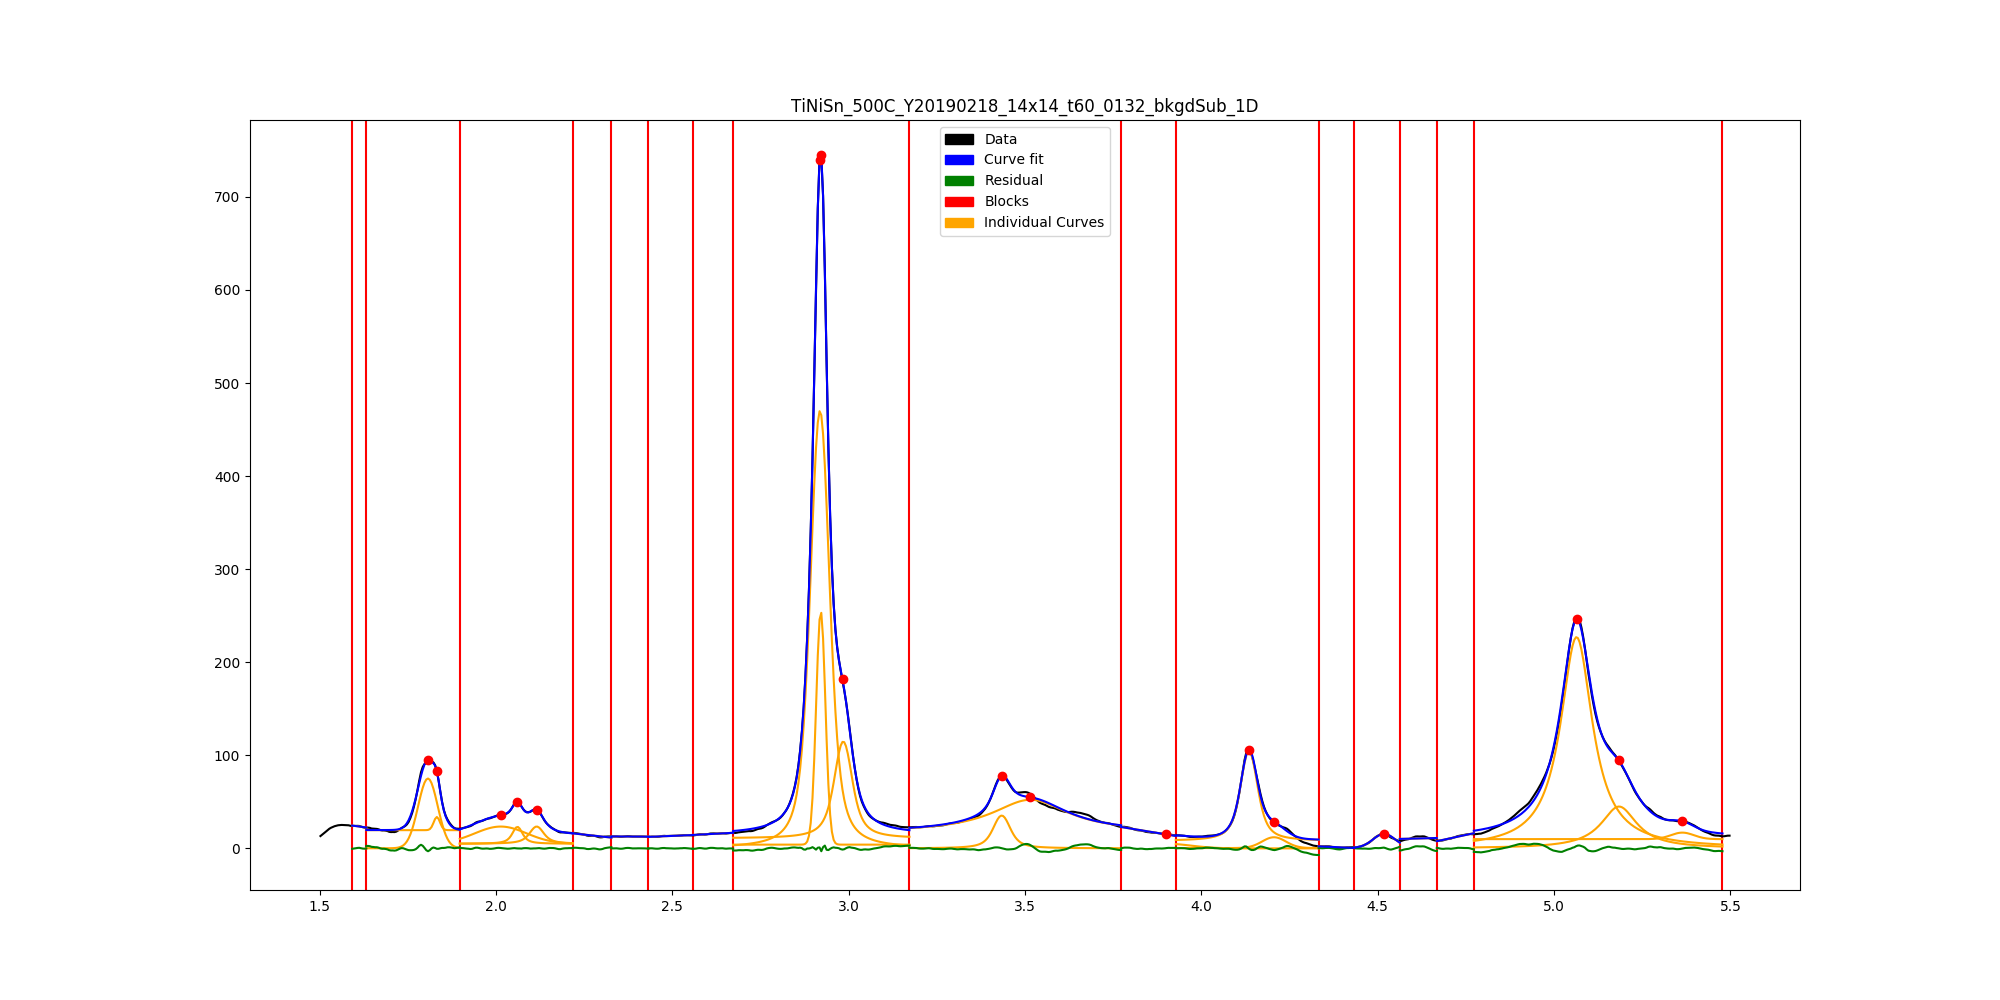 TiNiSn_500C_Y20190218_14x14_t60_0132_bkgdSub_1D
Data
Curve fit
Residual
Blocks
Individual Curves
700
600
500
400
300
200
100
0
1.5 2.0 2.5 3.0 3.5 4.0 4.5 5.0 5.5